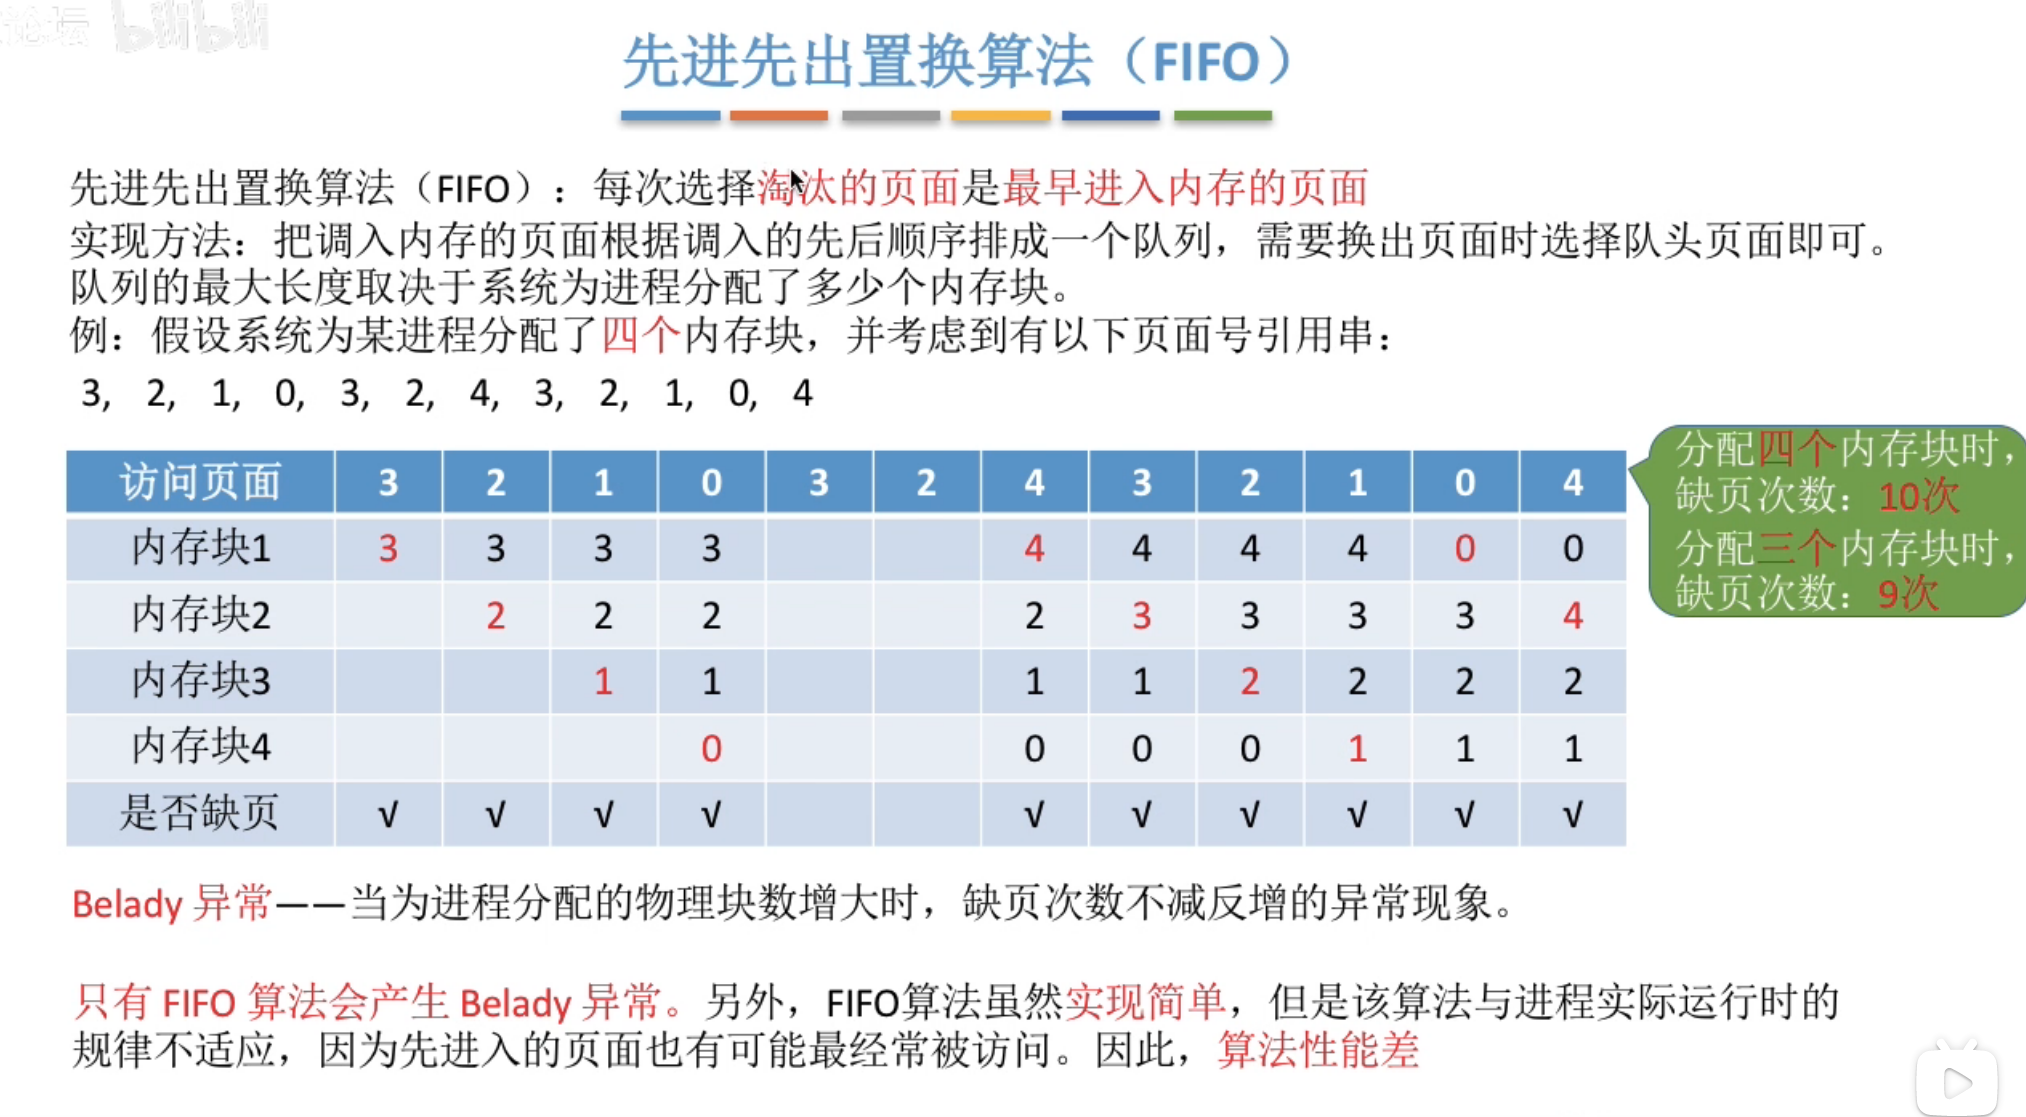 论坛 bilibili
先进先出置换算法（FIFO）
先进先出置换算法（FIFO）：每次选择淘汰的页面是最早进入内存的页面
实现方法：把调入内存的页面根据调入的先后顺序排成一个队列，需要换出页面时选择队头页面即可。
队列的最大长度取决于系统为进程分配了多少个内存块。
例：假设系统为某进程分配了四个内存块，并考虑到有以下页面号引用串：
3, 2, 1, 0, 3, 2, 4, 3, 2, 1, 0, 4
访问页面 3 2 1 0 3 2 4 3 2 1 0 4
内存块1 3 3 3 3 4 4 4 4 0 0
内存块2 2 2 2 2 3 3 3 3 4
内存块3 1 1 1 1 2 2 2 2
内存块4 0 0 0 0 1 1 1
是否缺页 √ √ √ √ √ √ √ √ √ √
分配四个内存块时，
缺页次数：10次
分配三个内存块时，
缺页次数：9次
Belady 异常——当为进程分配的物理块数增大时，缺页次数不减反增的异常现象。
只有 FIFO 算法会产生 Belady 异常。另外，FIFO算法虽然实现简单，但是该算法与进程实际运行时的
规律不适应，因为先进入的页面也有可能最经常被访问。因此，算法性能差